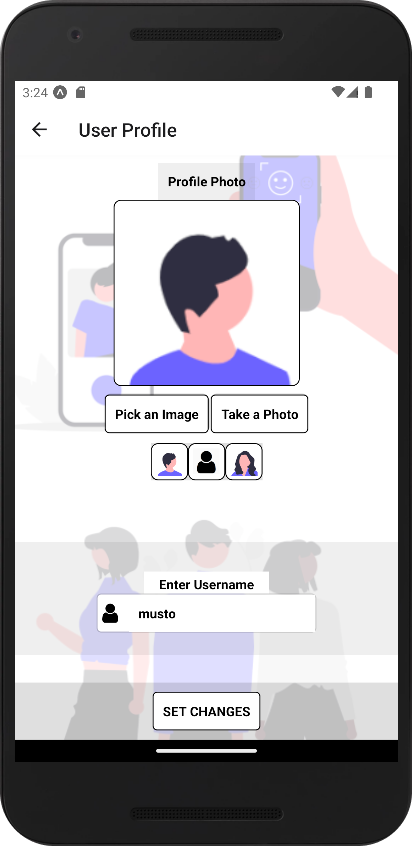 3:24
User Profile
Profile Photo
Pick an Image Take a Photo
Enter Username
musto
SET CHANGES